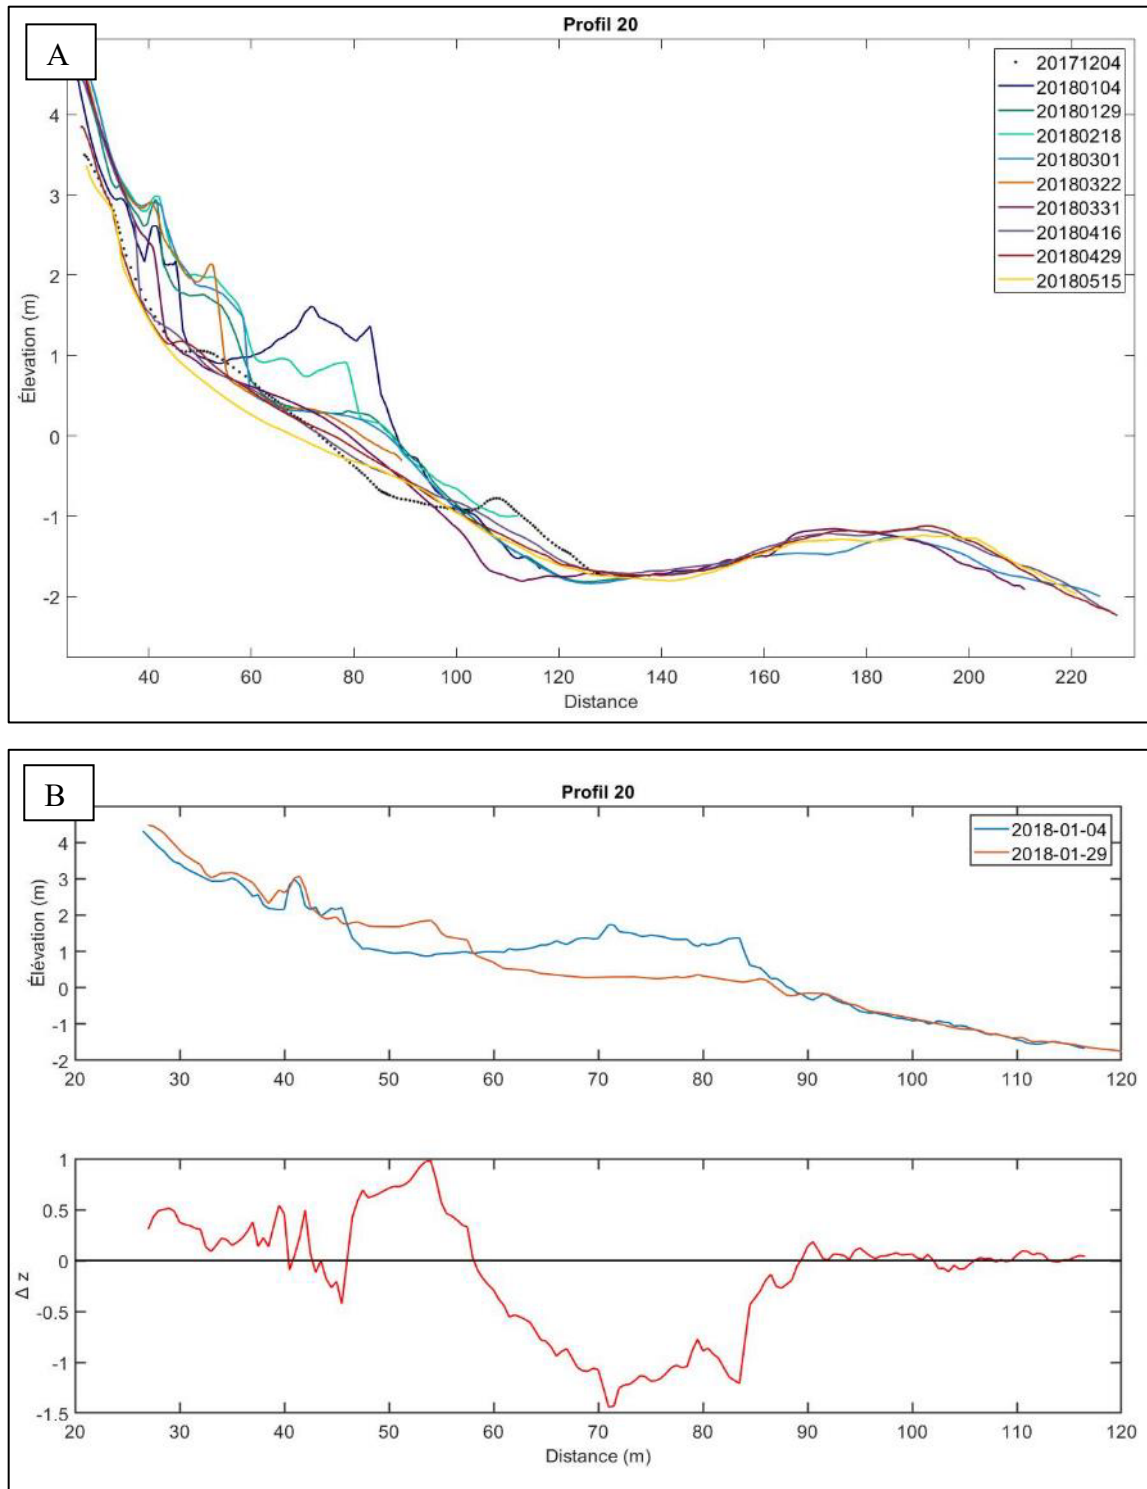 A
Profil 20
20171204
20180104
20180129
20180218
20180301
20180322
20180331
20180416
20180429
20180515
4
3
2
1
0
-1
-2
Élevation (m)
40 60 80 100 120 140 160 180 200 220
Distance
B
Profil 20
2018-01-04
2018-01-29
4
3
2
1
0
-1
-2
Élévation (m)
20 30 40 50 60 70 80 90 100 110 120
1
0.5
0
-0.5
-1
-1.5
Δ z
20 30 40 50 60 70 80 90 100 110 120
Distance (m)